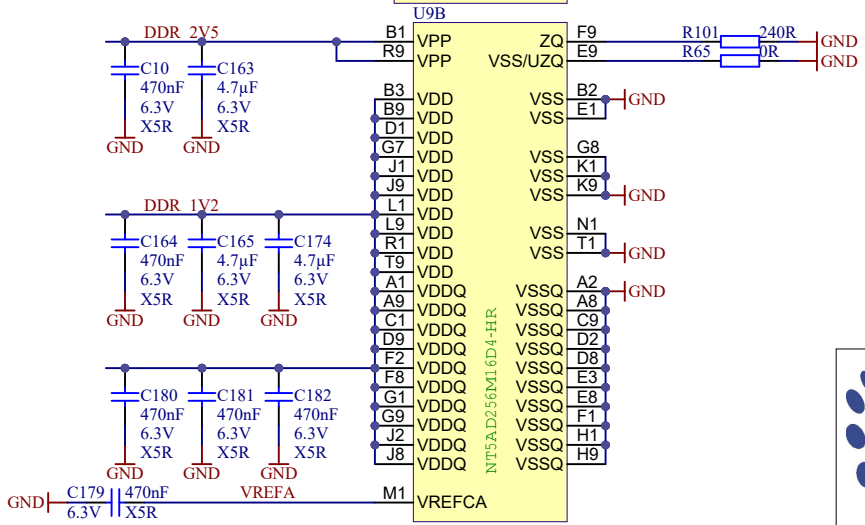 U9B
DDR_2V5 B1 VPP ZQ F9 R101 240R GND
R9 VPP VSS/UZQ E9 R65 0R GND
C10 C163
470nF 4.7µF
6.3V 6.3V
X5R X5R
GND GND
B3 VDD VSS B2 GND
B9 VDD VSS E1
D1 VDD
G7 VDD VSS G8
J1 VDD VSS K1
J9 VDD VSS K9 GND
DDR_1V2 L1 VDD
L9 VDD VSS N1
R1 VDD VSS T1 GND
T9 VDD
C164 C165 C174
470nF 4.7µF 4.7µF
6.3V 6.3V 6.3V
X5R X5R X5R
GND GND GND
A1 VDDQ VSSQ A2 GND
A9 VDDQ VSSQ A8
C1 VDDQ VSSQ C9
D9 VDDQ VSSQ D2
F2 VDDQ VSSQ D8
F8 VDDQ VSSQ E3
G1 VDDQ VSSQ E8
G9 VDDQ VSSQ F1
J2 VDDQ VSSQ H1
J8 VDDQ VSSQ H9
C180 C181 C182
470nF 470nF 470nF
6.3V 6.3V 6.3V
X5R X5R X5R
GND GND GND
GND C179 470nF VREFA M1 VREFCA
6.3V X5R
NT5AD256M16D4-HR